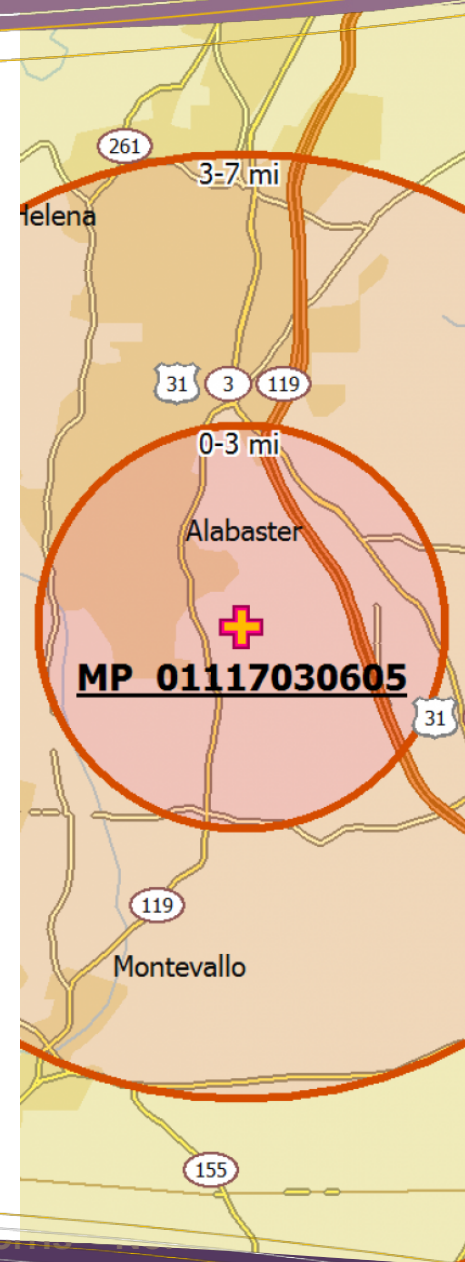 261
3-7 mi
Helena
31 3 119
0-3 mi
Alabaster
MP 01117030605
31
119
Montevallo
155